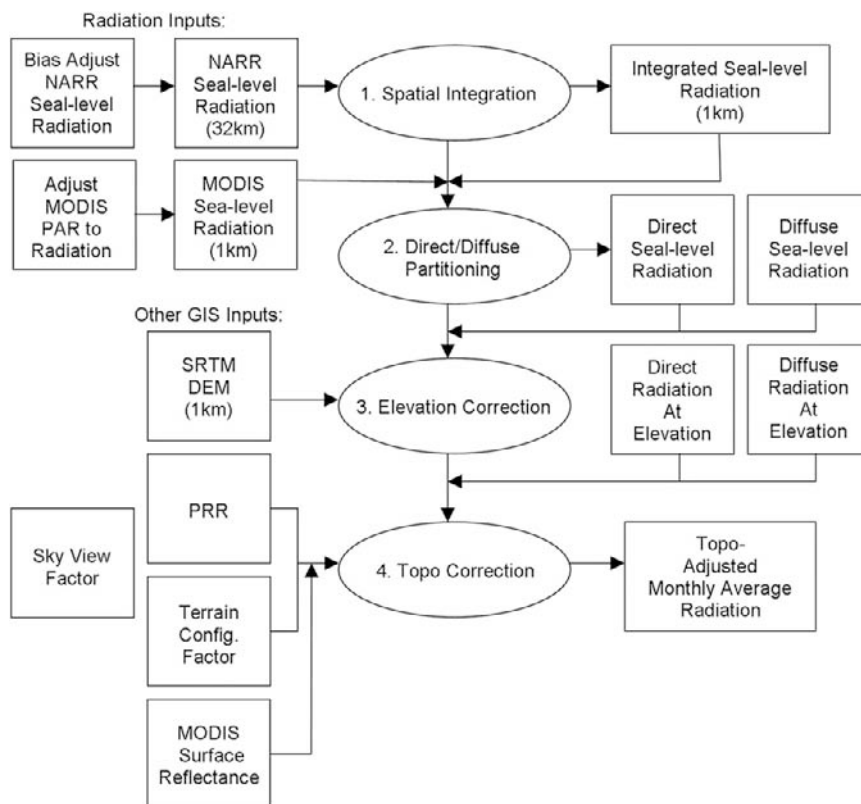 Radiation Inputs:
Bias Adjust
NARR
Seal-level
Radiation
NARR
Seal-level
Radiation
(32km)
1. Spatial Integration
Integrated Seal-level
Radiation
(1km)
Adjust
MODIS
PAR to
Radiation
MODIS
Sea-level
Radiation
(1km)
2. Direct/Diffuse
Partitioning
Direct
Seal-level
Radiation
Diffuse
Sea-level
Radiation
Other GIS Inputs:
SRTM
DEM
(1km)
3. Elevation Correction
Direct
Radiation
At
Elevation
Diffuse
Radiation
At
Elevation
PRR
Sky View
Factor
4. Topo Correction
Topo-
Adjusted
Monthly Average
Radiation
Terrain
Config.
Factor
MODIS
Surface
Reflectance